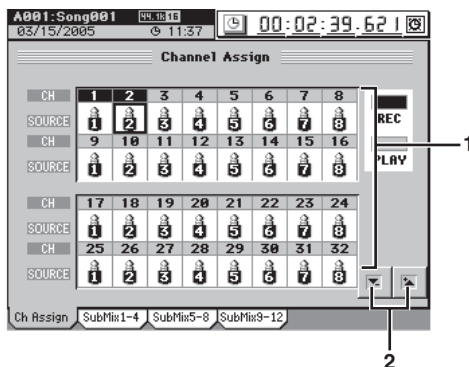 A001:Song001 44.1k 16
03/15/2005 11:37 00:02:39.621
Channel Assign
CH 1 2 3 4 5 6 7 8
SOURCE 1 2 3 4 5 6 7 8
REC
CH 9 10 11 12 13 14 15 16
SOURCE 1 2 3 4 5 6 7 8
PLAY
1
CH 17 18 19 20 21 22 23 24
SOURCE 1 2 3 4 5 6 7 8
CH 25 26 27 28 29 30 31 32
SOURCE 1 2 3 4 5 6 7 8
Ch Assign SubMix1-4 SubMix5-8 SubMix9-12
2